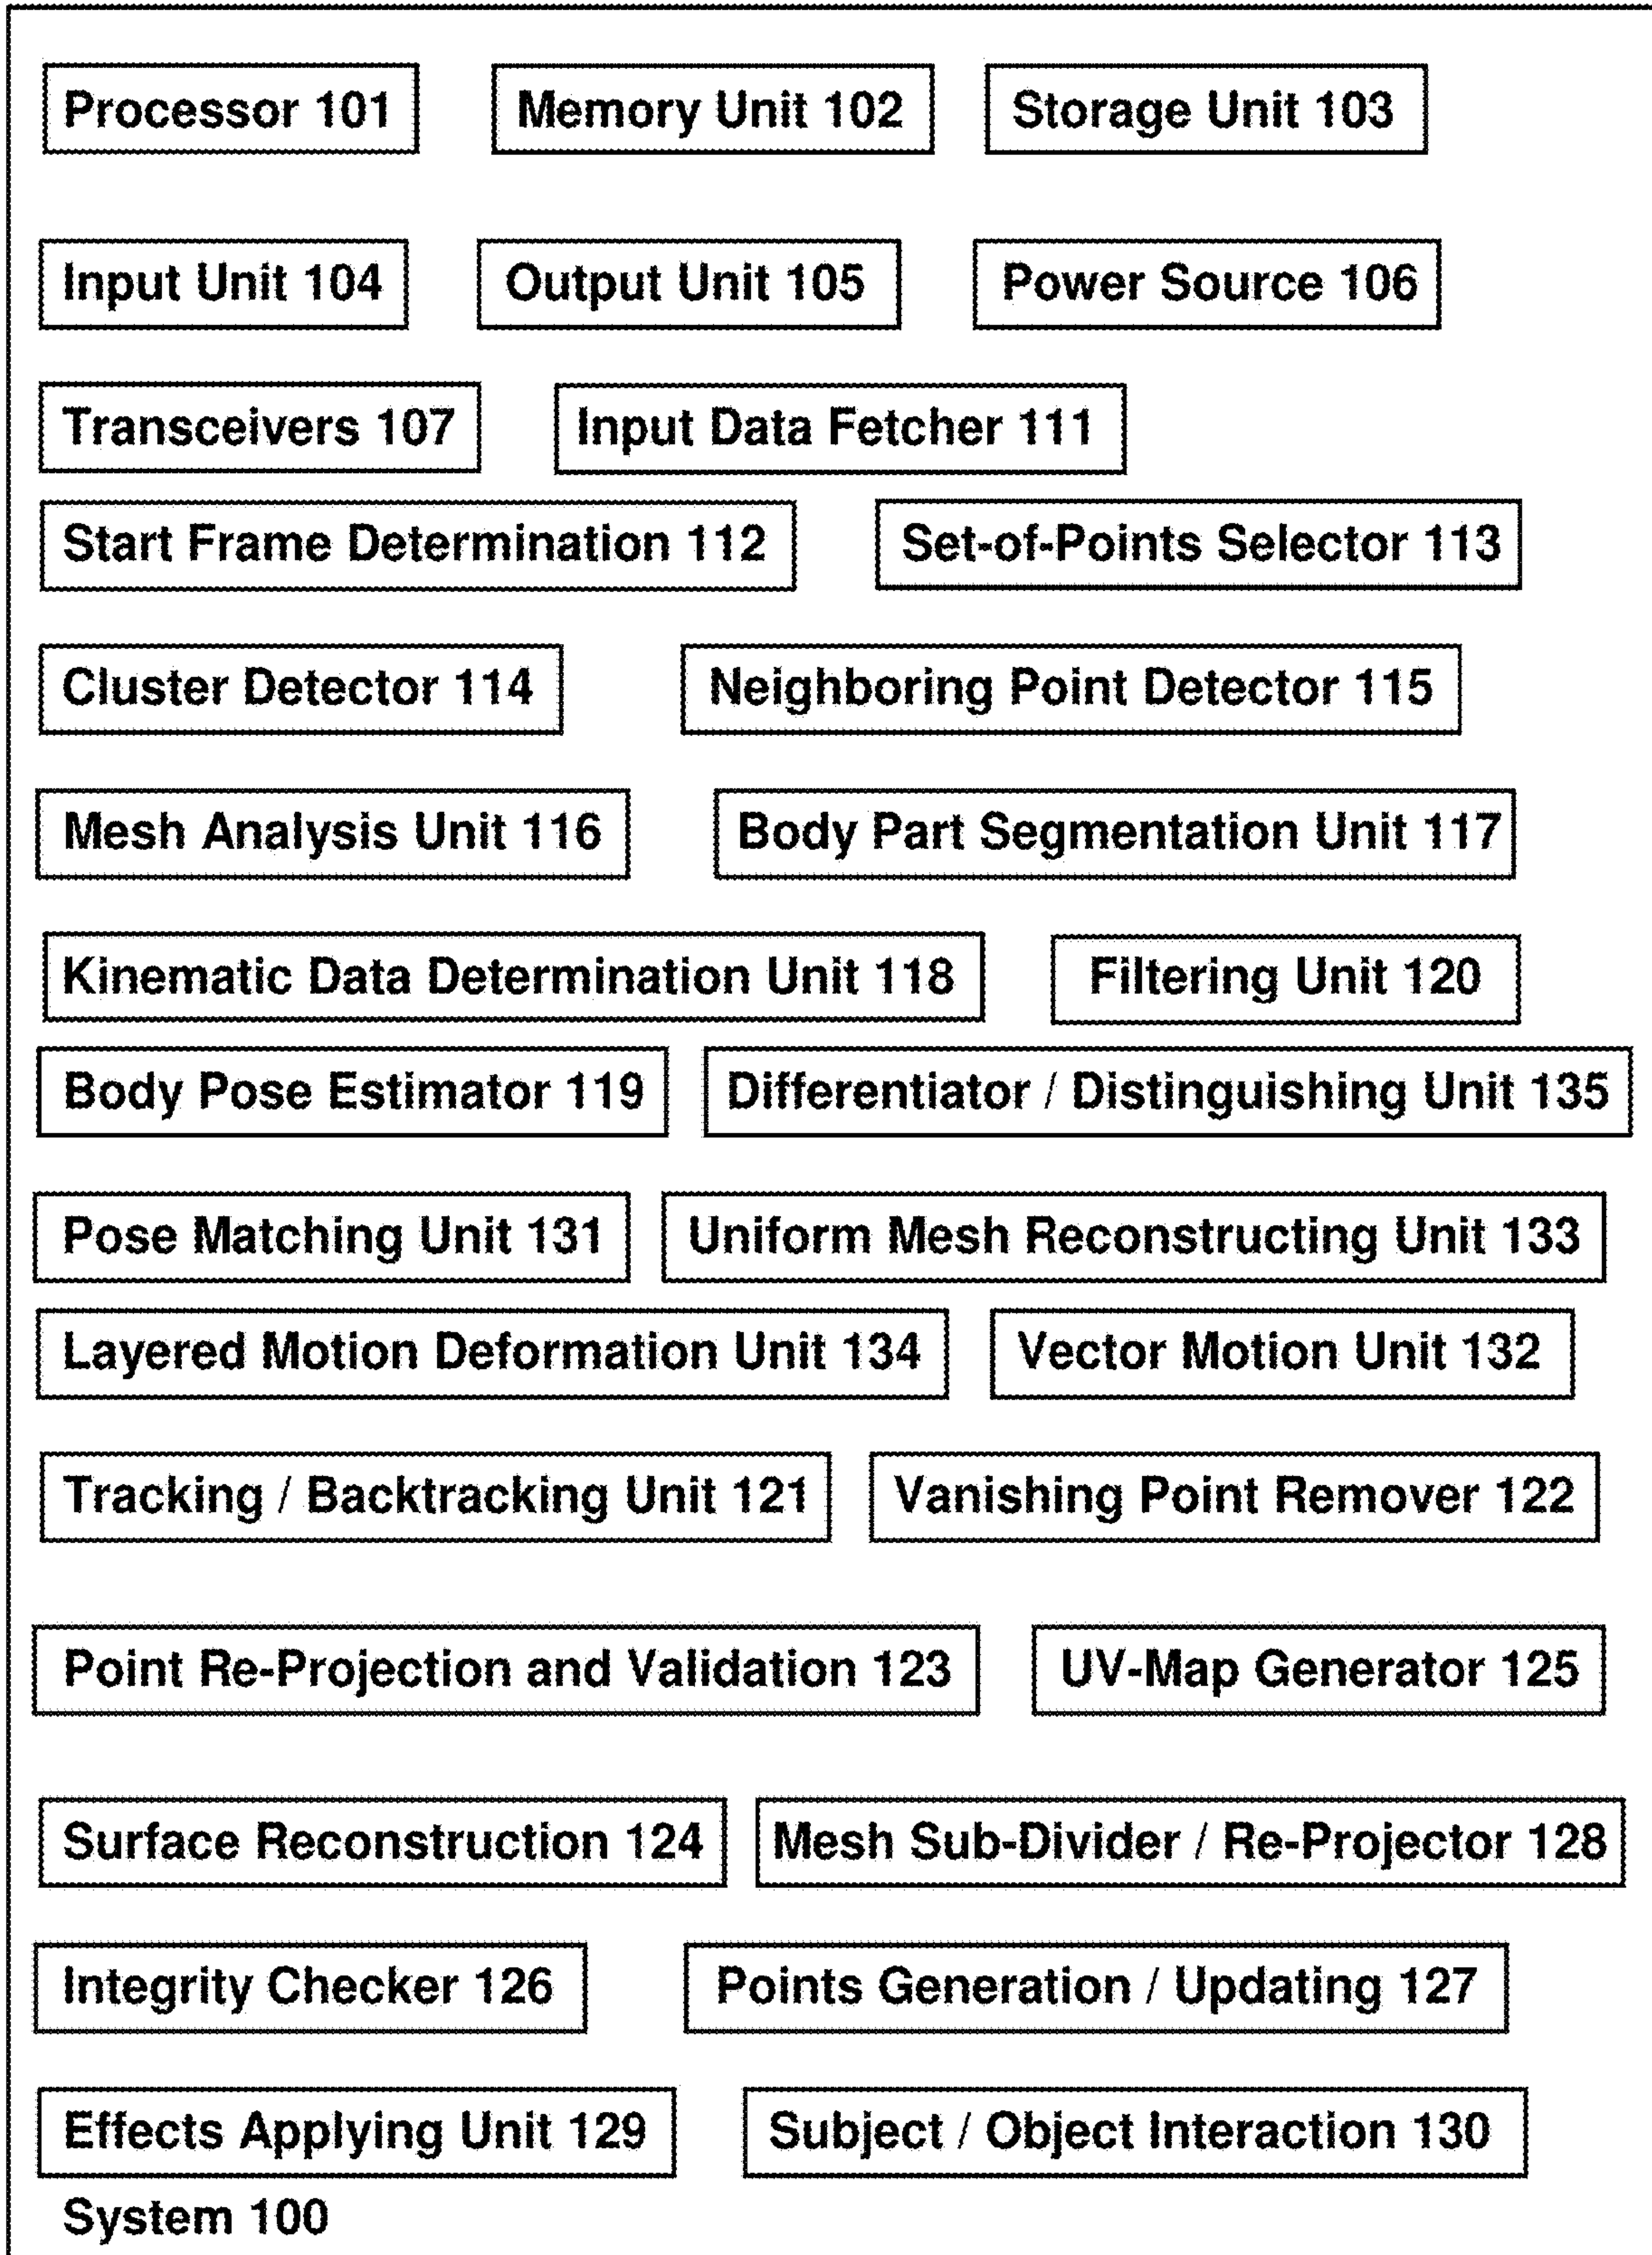 Processor 101 Memory Unit 102 Storage Unit 103
Input Unit 104 Output Unit 105 Power Source 106
Transceivers 107 Input Data Fetcher 111
Start Frame Determination 112 Set-of-Points Selector 113
Cluster Detector 114 Neighboring Point Detector 115
Mesh Analysis Unit 116 Body Part Segmentation Unit 117
Kinematic Data Determination Unit 118 Filtering Unit 120
Body Pose Estimator 119 Differentiator / Distinguishing Unit 135
Pose Matching Unit 131 Uniform Mesh Reconstructing Unit 133
Layered Motion Deformation Unit 134 Vector Motion Unit 132
Tracking / Backtracking Unit 121 Vanishing Point Remover 122
Point Re-Projection and Validation 123 UV-Map Generator 125
Surface Reconstruction 124 Mesh Sub-Divider / Re-Projector 128
Integrity Checker 126 Points Generation / Updating 127
Effects Applying Unit 129 Subject / Object Interaction 130
System 100